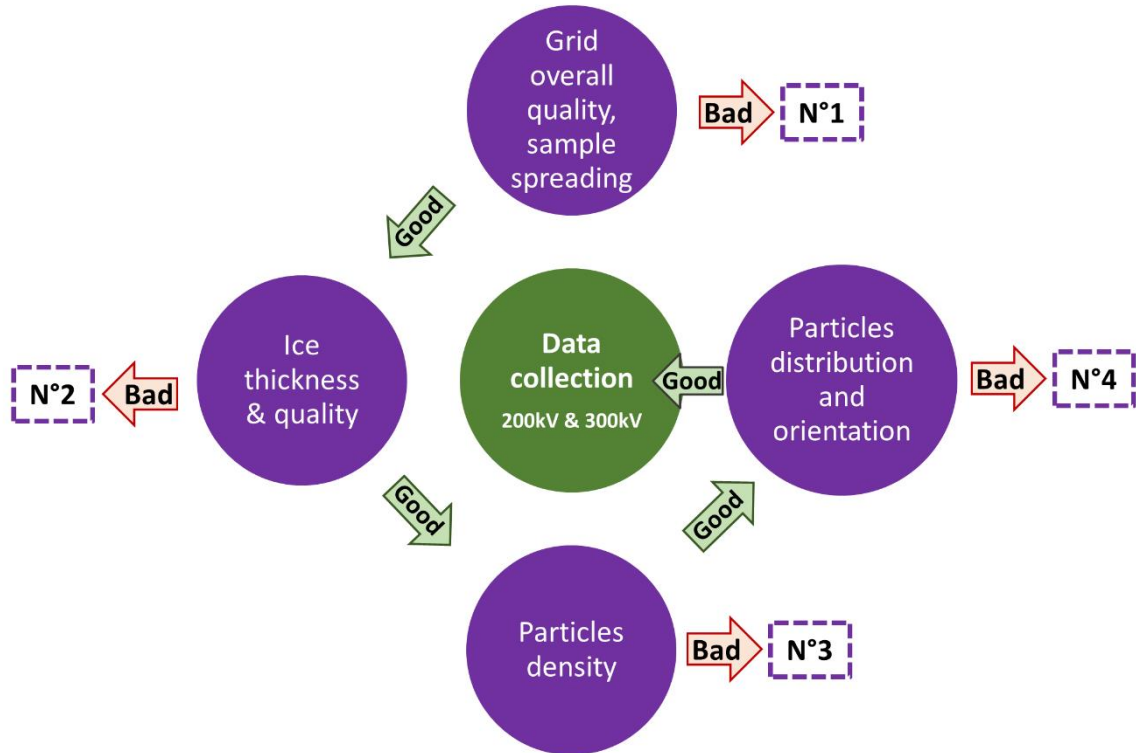 Grid
overall
quality,
sample
spreading
Bad
N°1
Good
Ice
thickness
& quality
Bad
N°2
Good
Particles
density
Bad
N°3
Good
Particles
distribution
and
orientation
Bad
N°4
Good
Data
collection
200kV & 300kV